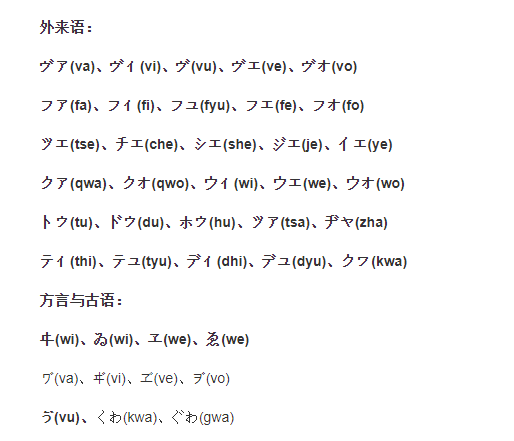 外来语：
ヴァ(va)、ヴィ(vi)、ヴ(vu)、ヴェ(ve)、ヴォ(vo)
ファ(fa)、フィ(fi)、フュ(fyu)、フェ(fe)、フォ(fo)
ツェ(tse)、チェ(che)、シェ(she)、ジェ(je)、イェ(ye)
クァ(qwa)、クォ(qwo)、ウィ(wi)、ウェ(we)、ウォ(wo)
トゥ(tu)、ドゥ(du)、ホゥ(hu)、ツァ(tsa)、ヂャ(zha)
ティ(thi)、テュ(tyu)、ディ(dhi)、デュ(dyu)、クヮ(kwa)
方言与古语：
ヰ(wi)、ゐ(wi)、ヱ(we)、ゑ(we)
ヷ(va)、ヸ(vi)、ヹ(ve)、ヺ(vo)
ゔ(vu)、くゎ(kwa)、ぐゎ(gwa)